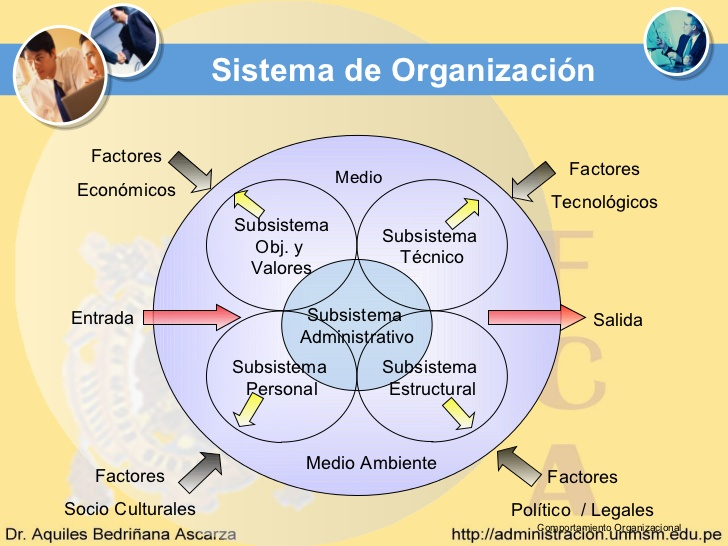 Sistema de Organización
Factores
Económicos
Medio
Factores
Tecnológicos
Subsistema
Obj. y
Valores
Subsistema
Técnico
Entrada
Subsistema
Administrativo
Salida
Subsistema
Personal
Subsistema
Estructural
Medio Ambiente
Factores
Socio Culturales
Factores
Político / Legales
F
C
A
Comportamiento Organizacional
Dr. Aquiles Bedriñana Ascarza
http://administracion.unmsm.edu.pe